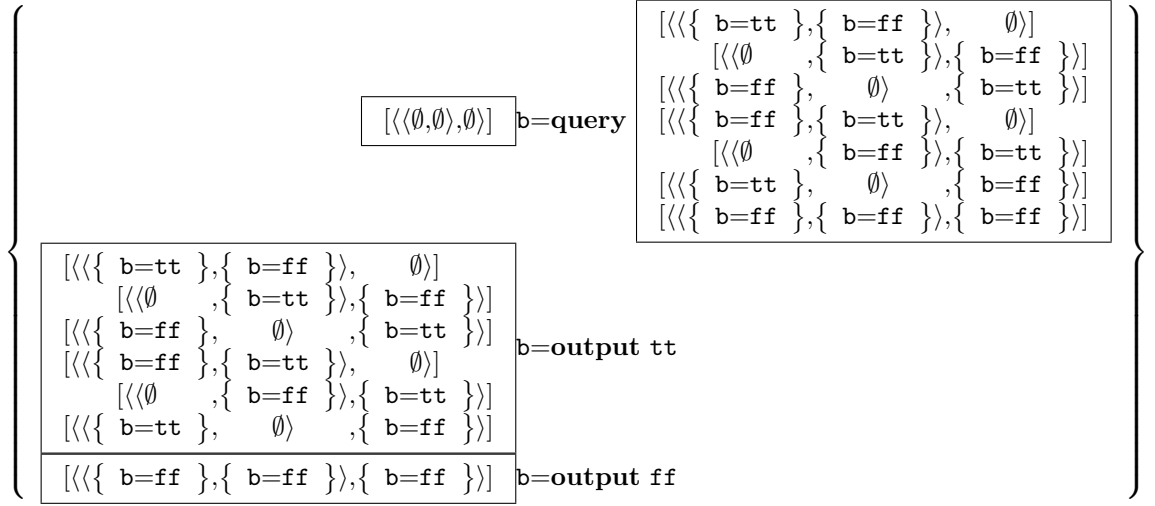 [⟨⟨{ b=tt },{ b=ff }⟩, ∅⟩]
[⟨⟨∅ ,{ b=tt }⟩,{ b=ff }⟩]
[⟨⟨{ b=ff }, ∅⟩ ,{ b=tt }⟩]
[⟨⟨∅,∅⟩,∅⟩] b=query [⟨⟨{ b=ff },{ b=tt }⟩, ∅⟩]
[⟨⟨∅ ,{ b=ff }⟩,{ b=tt }⟩]
[⟨⟨{ b=tt }, ∅⟩ ,{ b=ff }⟩]
[⟨⟨{ b=ff },{ b=ff }⟩,{ b=ff }⟩]
[⟨⟨{ b=tt },{ b=ff }⟩, ∅⟩]
[⟨⟨∅ ,{ b=tt }⟩,{ b=ff }⟩]
[⟨⟨{ b=ff }, ∅⟩ ,{ b=tt }⟩]
b=output tt
[⟨⟨{ b=ff },{ b=tt }⟩, ∅⟩]
[⟨⟨∅ ,{ b=ff }⟩,{ b=tt }⟩]
[⟨⟨{ b=tt }, ∅⟩ ,{ b=ff }⟩]
[⟨⟨{ b=ff },{ b=ff }⟩,{ b=ff }⟩] b=output ff